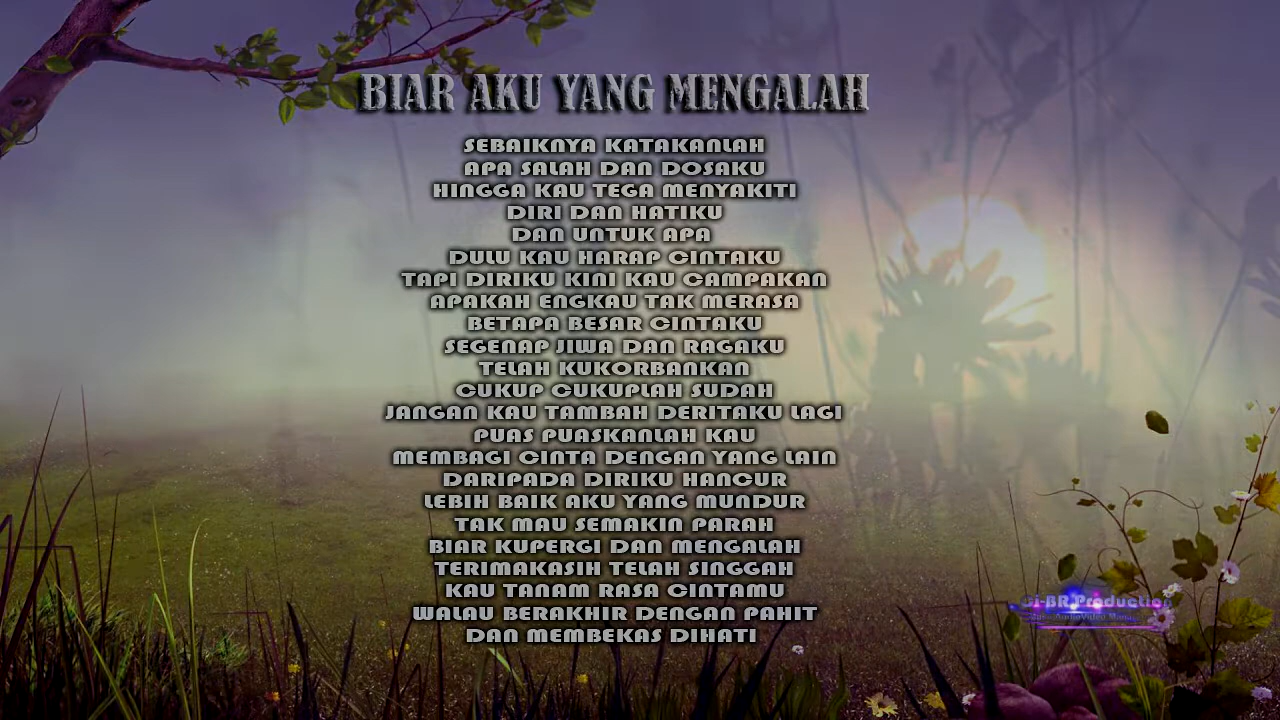 BIAR AKU YANG MENGALAH
SEBAIKNYA KATAKANLAH
APA SALAH DAN DOSAKU
HINGGA KAU TEGA MENYAKITI
DIRI DAN HATIKU
DAN UNTUK APA
DULU KAU HARAP CINTAKU
TAPI DIRIKU KINI KAU CAMPAKAN
APAKAH ENGKAU TAK MERASA
BETAPA BESAR CINTAKU
SEGENAP JIWA DAN RAGAKU
TELAH KUKORBANKAN
CUKUP CUKUPLAH SUDAH
JANGAN KAU TAMBAH DERITAKU LAGI
PUAS PUASKANLAH KAU
MEMBAGI CINTA DENGAN YANG LAIN
DARIPADA DIRIKU HANCUR
LEBIH BAIK AKU YANG MUNDUR
TAK MAU SEMAKIN PARAH
BIAR KUPERGI DAN MENGALAH
TERIMAKASIH TELAH SINGGAH
KAU TANAM RASA CINTAMU
WALAU BERAKHIR DENGAN PAHIT
DAN MEMBEKAS DIHATI
Production